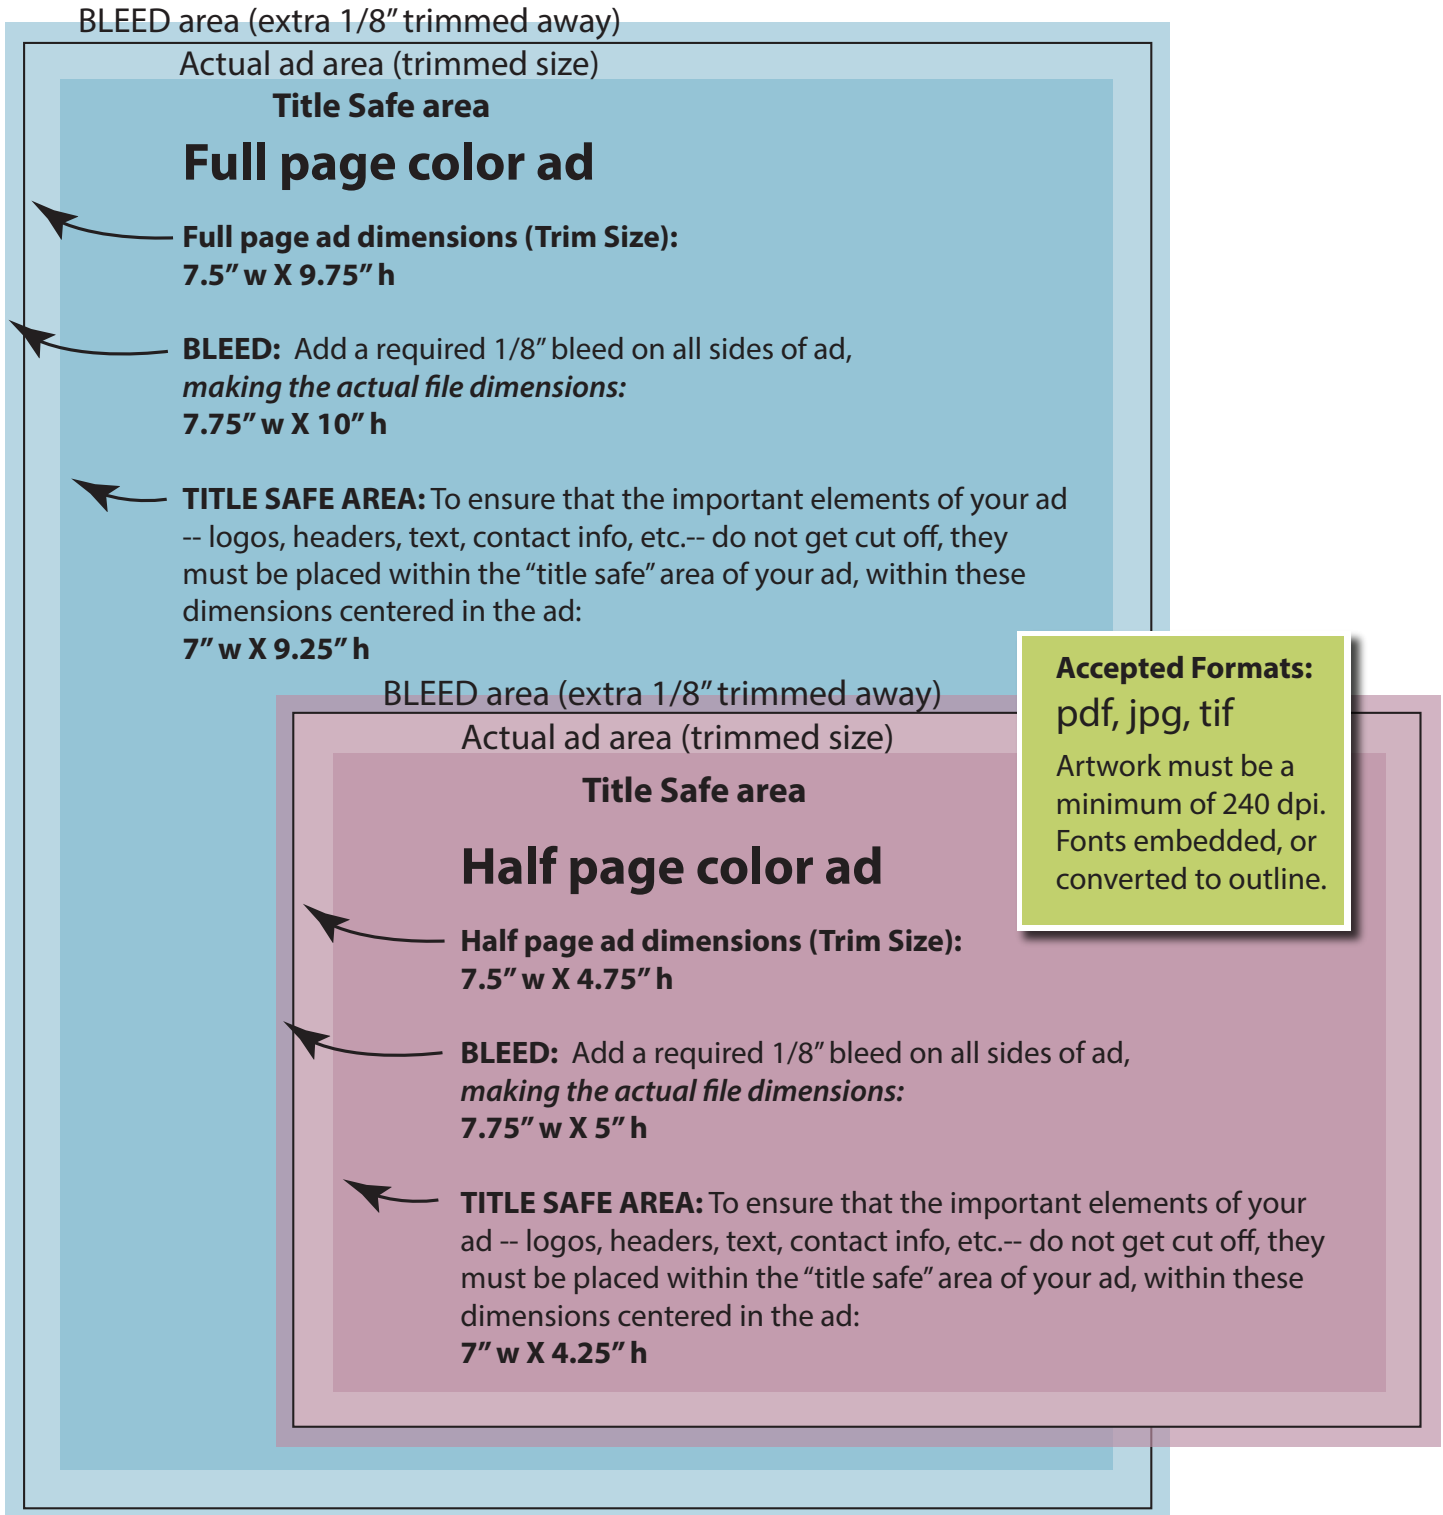 BLEED area (extra 1/8” trimmed away)
Actual ad area (trimmed size)
Title Safe area
Full page color ad
Full page ad dimensions (Trim Size):
7.5” w X 9.75” h
BLEED:  Add a required 1/8” bleed on all sides of ad,
making the actual file dimensions:
7.75” w X 10” h
TITLE SAFE AREA: To ensure that the important elements of your ad
-- logos, headers, text, contact info, etc.-- do not get cut off, they
must be placed within the “title safe” area of your ad, within these
dimensions centered in the ad:
7” w X 9.25” h
BLEED area (extra 1/8” trimmed away)
Actual ad area (trimmed size)
Title Safe area
Half page color ad
Half page ad dimensions (Trim Size):
7.5” w X 4.75” h
BLEED:  Add a required 1/8” bleed on all sides of ad,
making the actual file dimensions:
7.75” w X 5” h
TITLE SAFE AREA: To ensure that the important elements of your
ad -- logos, headers, text, contact info, etc.-- do not get cut off, they
must be placed within the “title safe” area of your ad, within these
dimensions centered in the ad:
7” w X 4.25” h
Accepted Formats:
pdf, jpg, tif
Artwork must be a
minimum of 240 dpi.
Fonts embedded, or
converted to outline.